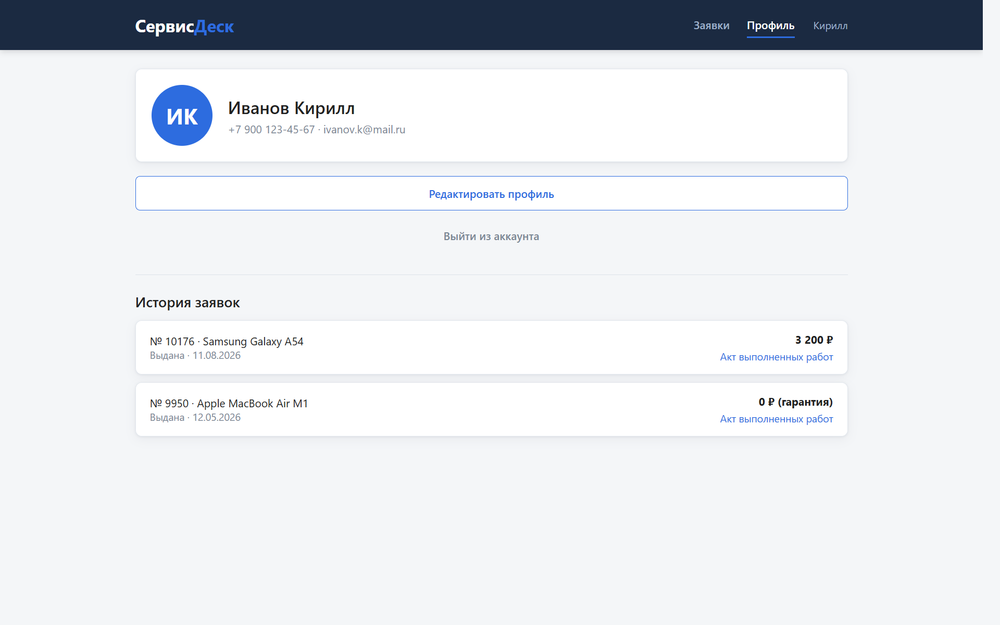 СервисДеск
Заявки Профиль Кирилл
ИК
Иванов Кирилл
+7 900 123-45-67 · ivanov.k@mail.ru
Редактировать профиль
Выйти из аккаунта
История заявок
№ 10176 · Samsung Galaxy A54
Выдана · 11.08.2026
3 200 ₽
Акт выполненных работ
№ 9950 · Apple MacBook Air M1
Выдана · 12.05.2026
0 ₽ (гарантия)
Акт выполненных работ